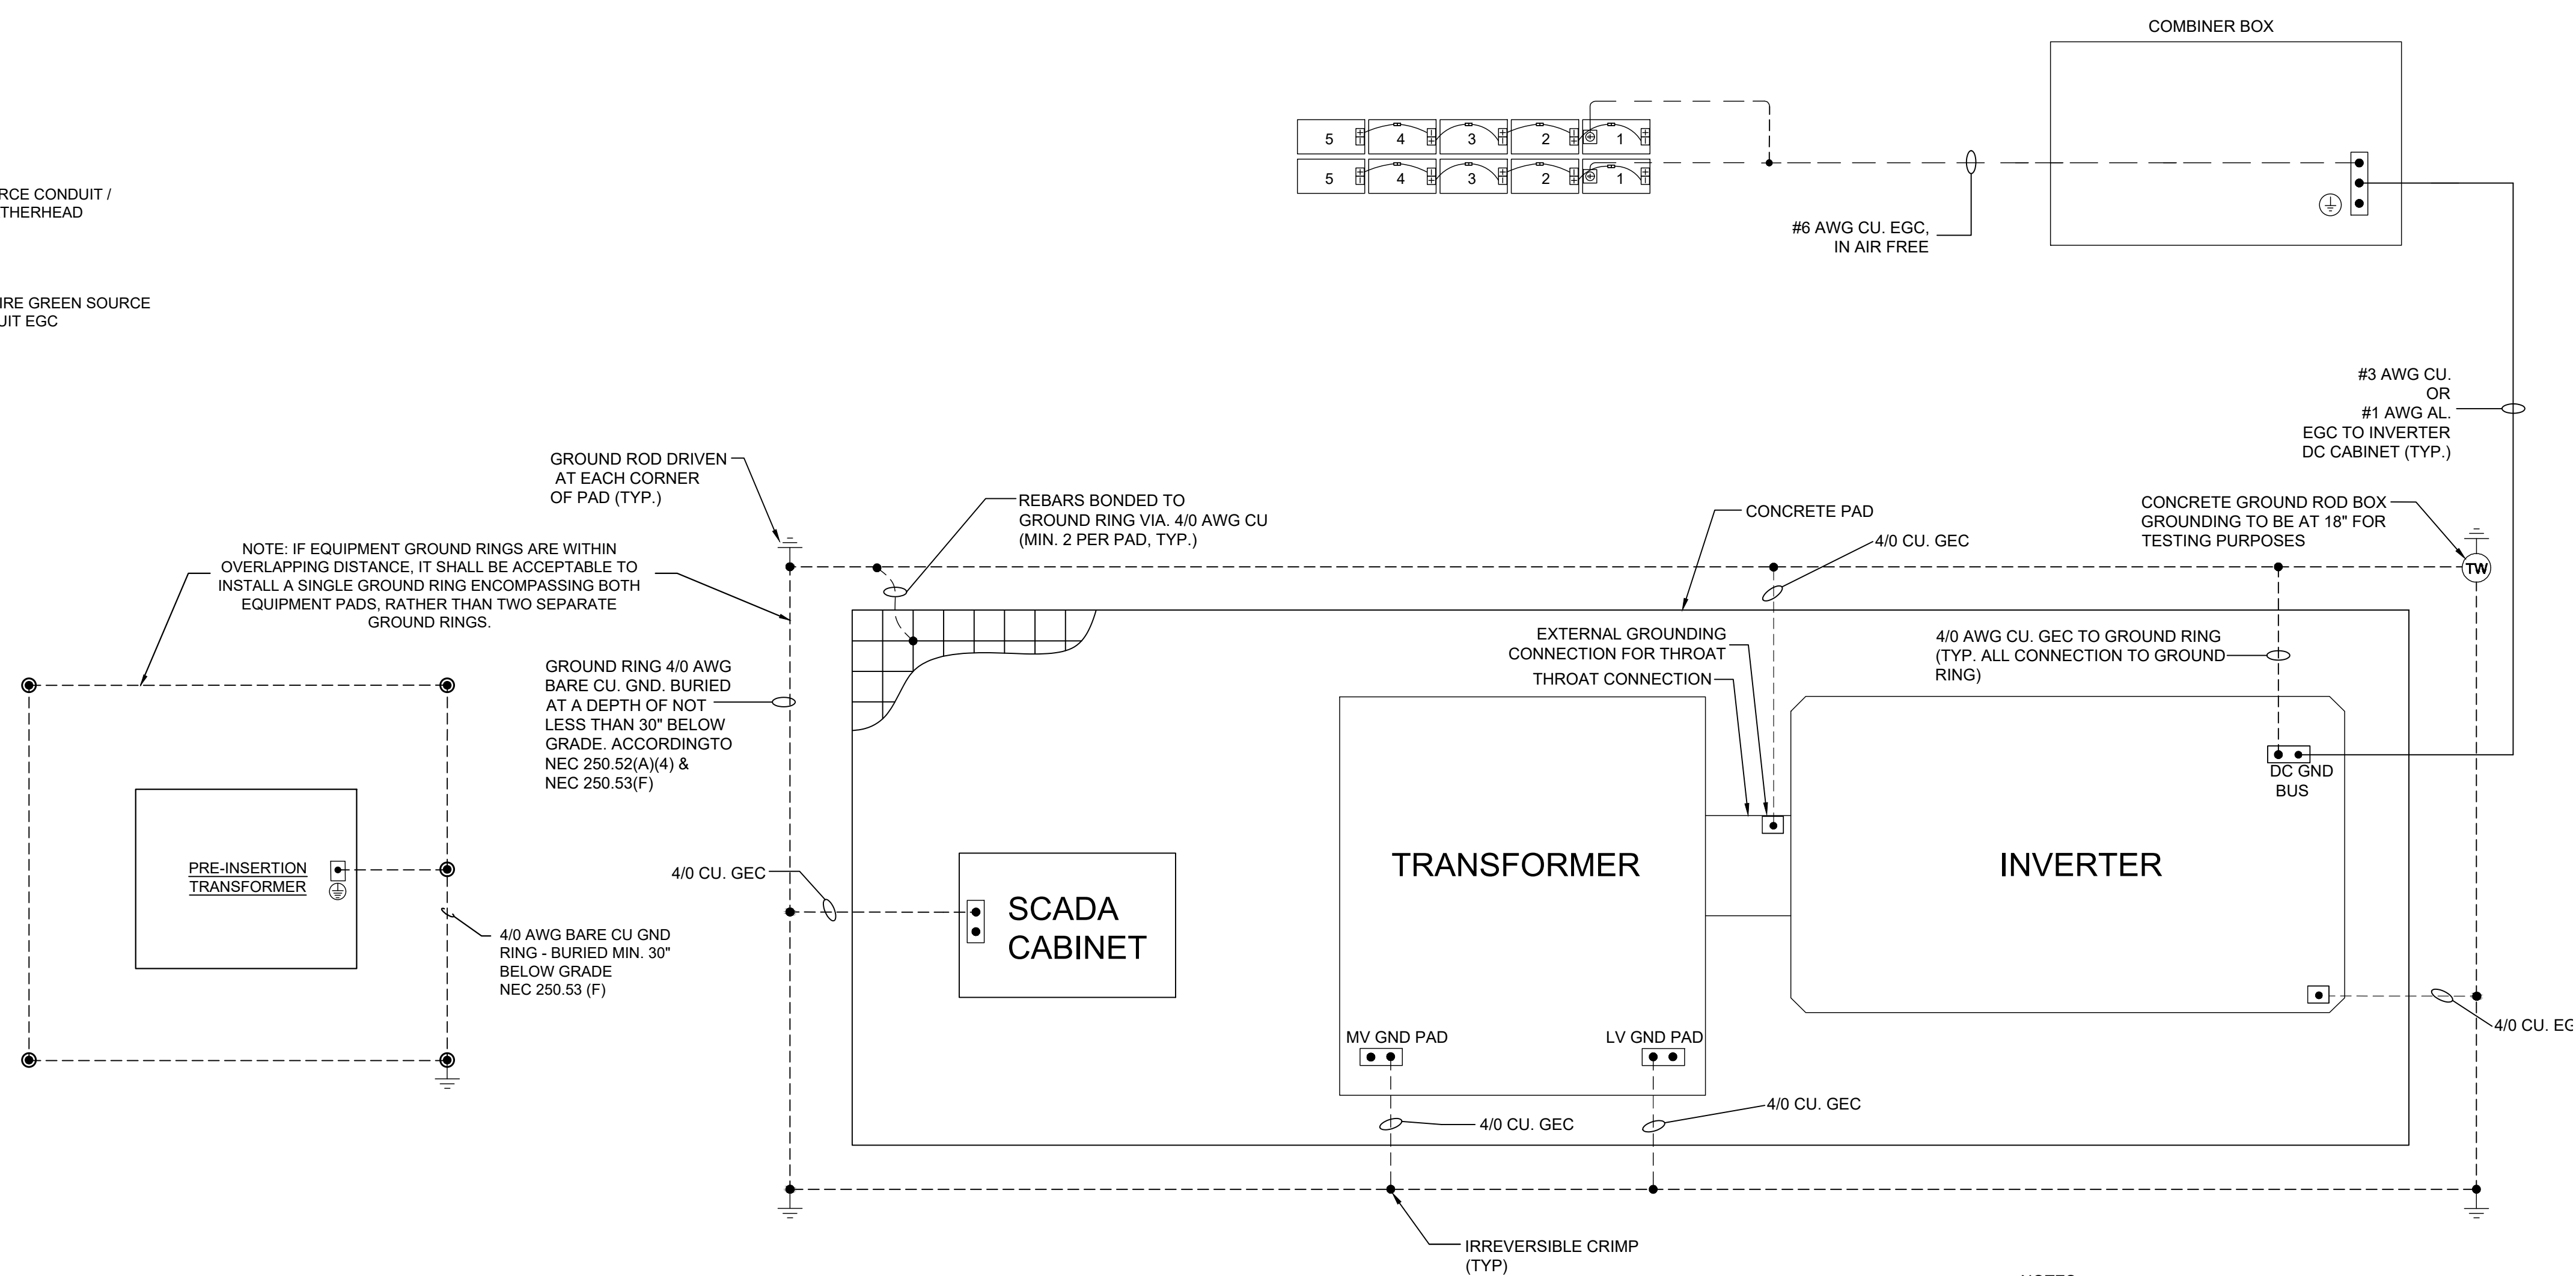 COMBINER BOX
5 4 3 2 1
5 4 3 2 1
RCE CONDUIT /
THERHEAD
#6 AWG CU. EGC,
IN AIR FREE
IRE GREEN SOURCE
UIT EGC
#3 AWG CU.
OR
#1 AWG AL.
EGC TO INVERTER
DC CABINET (TYP.)
GROUND ROD DRIVEN
AT EACH CORNER
OF PAD (TYP.)
REBARS BONDED TO
GROUND RING VIA. 4/0 AWG CU
(MIN. 2 PER PAD, TYP.)
CONCRETE PAD
4/0 CU. GEC
CONCRETE GROUND ROD BOX
GROUNDING TO BE AT 18" FOR
TESTING PURPOSES
TW
NOTE: IF EQUIPMENT GROUND RINGS ARE WITHIN
OVERLAPPING DISTANCE, IT SHALL BE ACCEPTABLE TO
INSTALL A SINGLE GROUND RING ENCOMPASSING BOTH
EQUIPMENT PADS, RATHER THAN TWO SEPARATE
GROUND RINGS.
GROUND RING 4/0 AWG
BARE CU. GND. BURIED
AT A DEPTH OF NOT
LESS THAN 30" BELOW
GRADE. ACCORDINGTO
NEC 250.52(A)(4) &
NEC 250.53(F)
EXTERNAL GROUNDING
CONNECTION FOR THROAT
THROAT CONNECTION
4/0 AWG CU. GEC TO GROUND RING
(TYP. ALL CONNECTION TO GROUND
RING)
DC GND
BUS
PRE-INSERTION
TRANSFORMER
4/0 CU. GEC
SCADA
CABINET
TRANSFORMER
INVERTER
4/0 AWG BARE CU GND
RING - BURIED MIN. 30"
BELOW GRADE
NEC 250.53 (F)
MV GND PAD
LV GND PAD
4/0 CU. EG
4/0 CU. GEC
4/0 CU. GEC
IRREVERSIBLE CRIMP
(TYP)